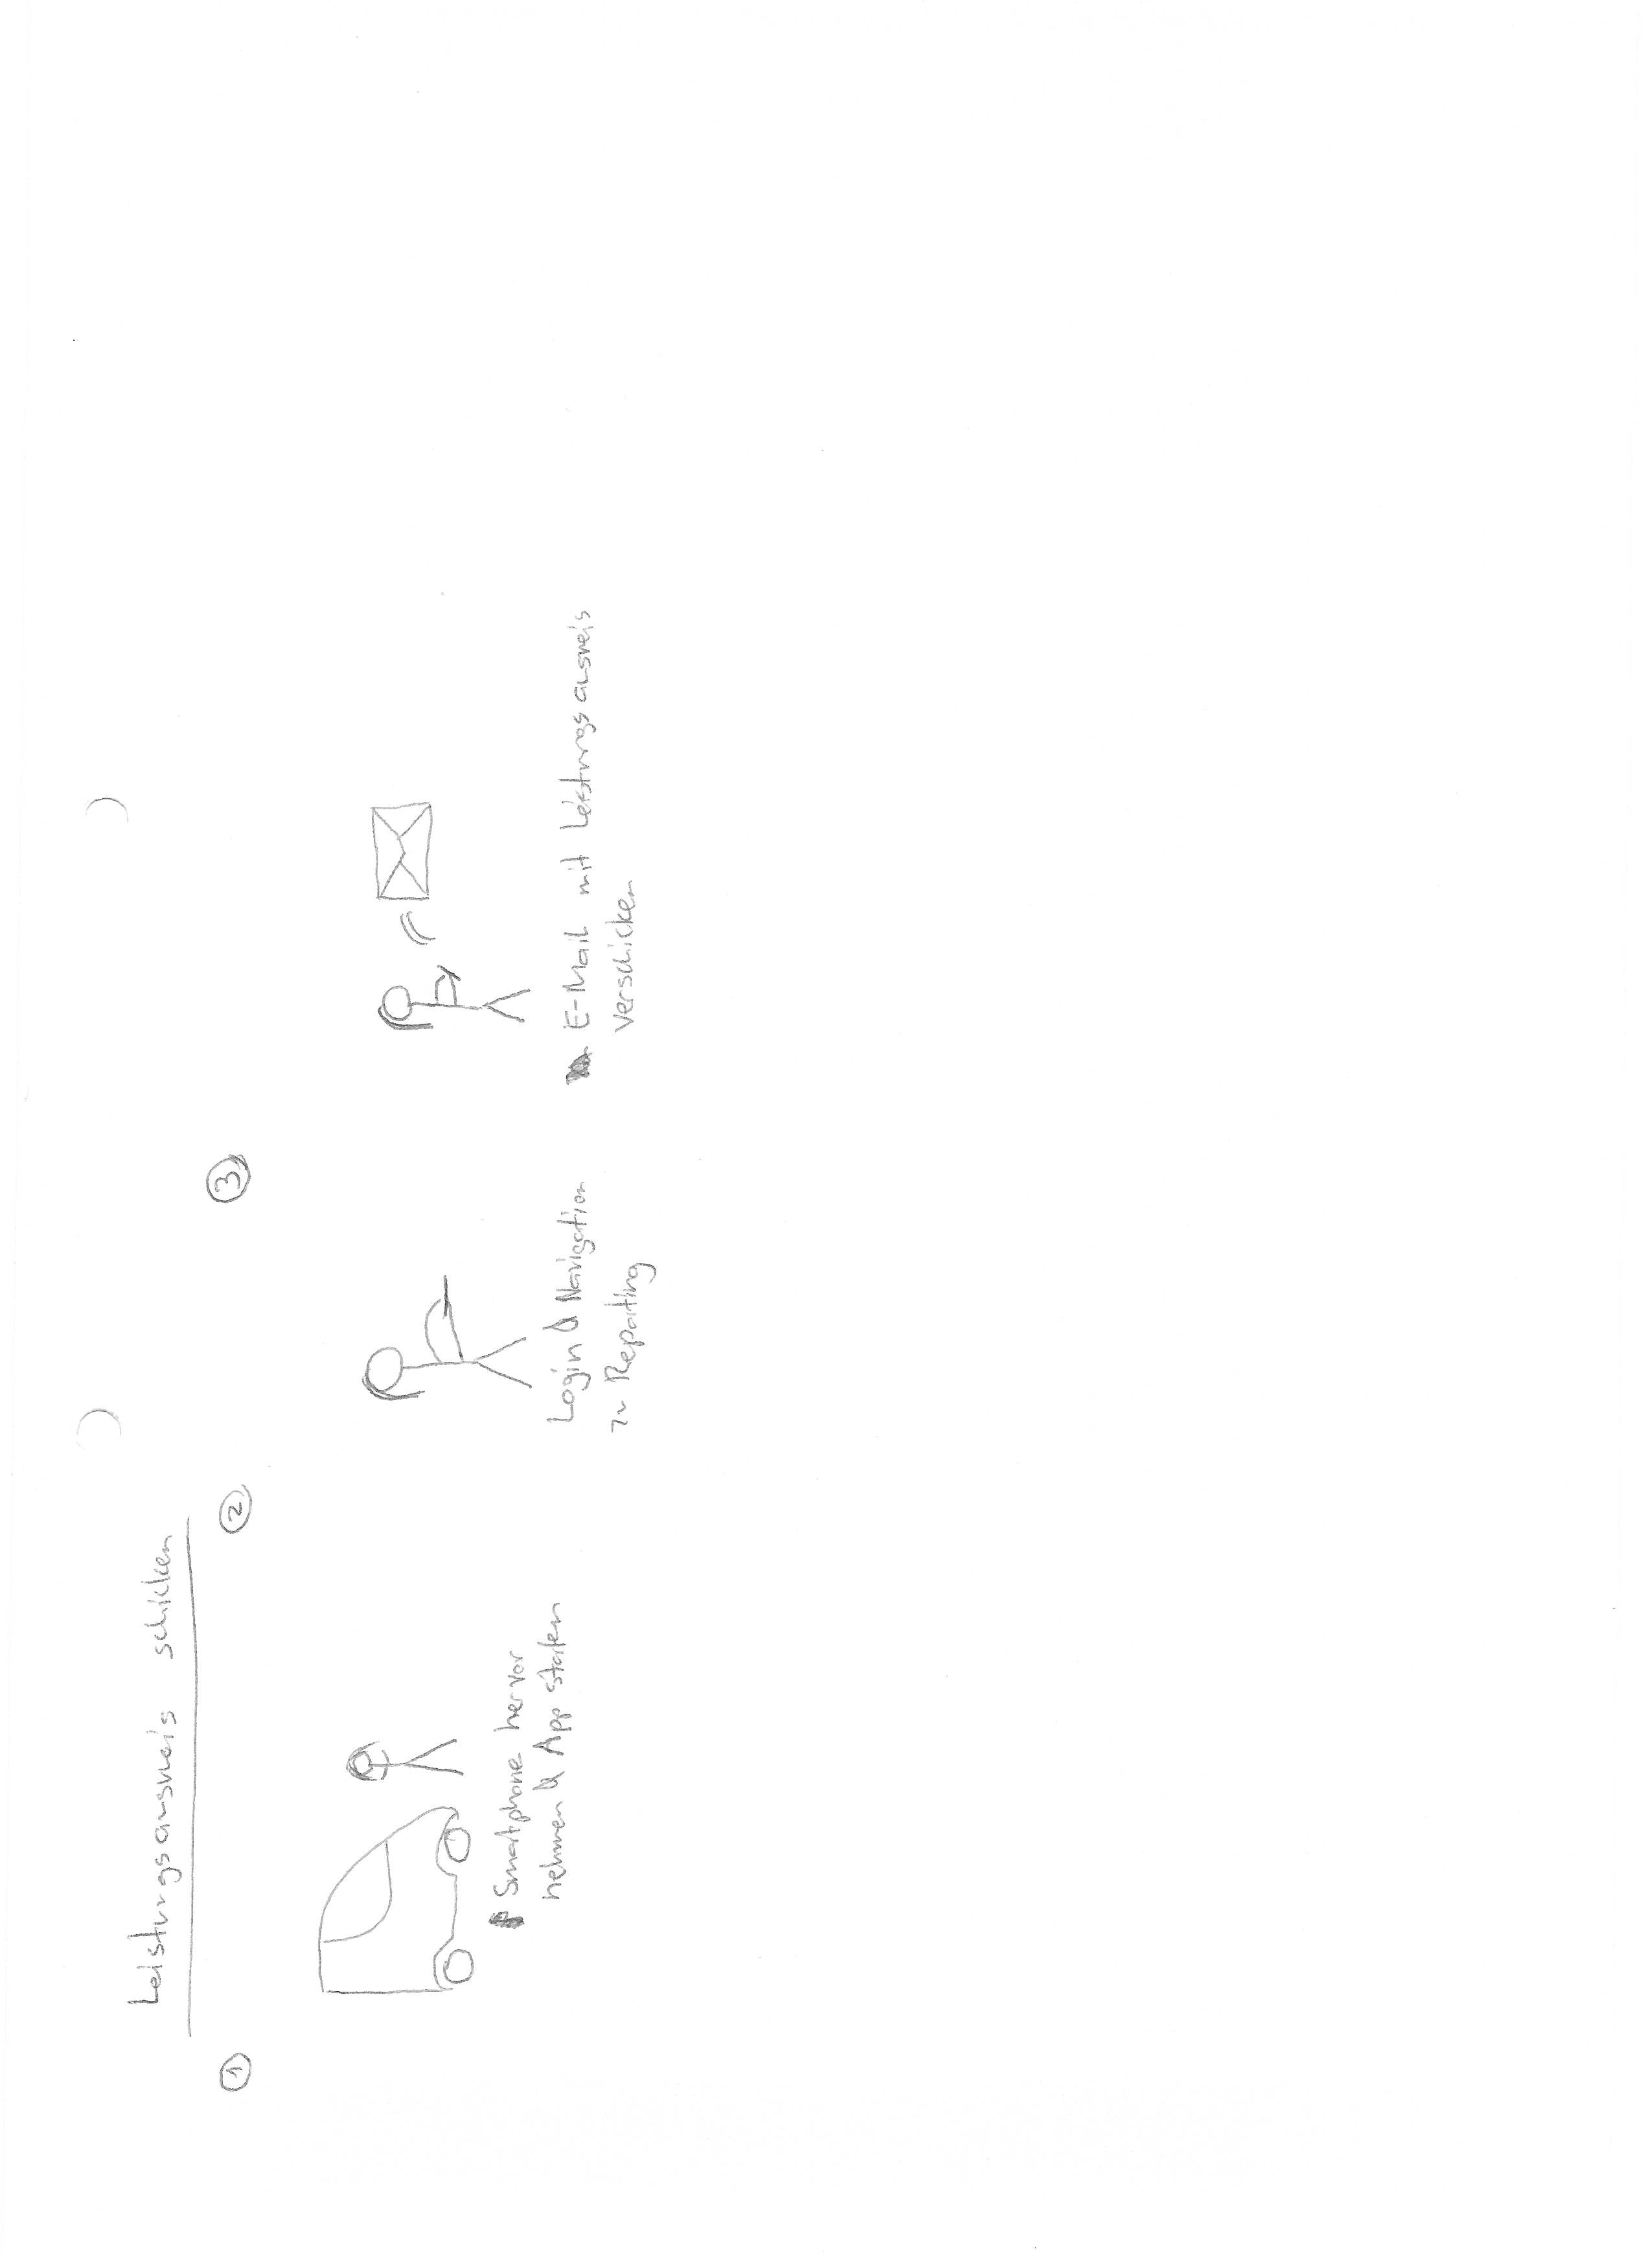 Leistungsausweis schicken
①
Smartphone hervor
nehmen & App starten
②
Login & Navigation
zu Reporting
③
E-Mail mit Leistungsausweis
verschicken